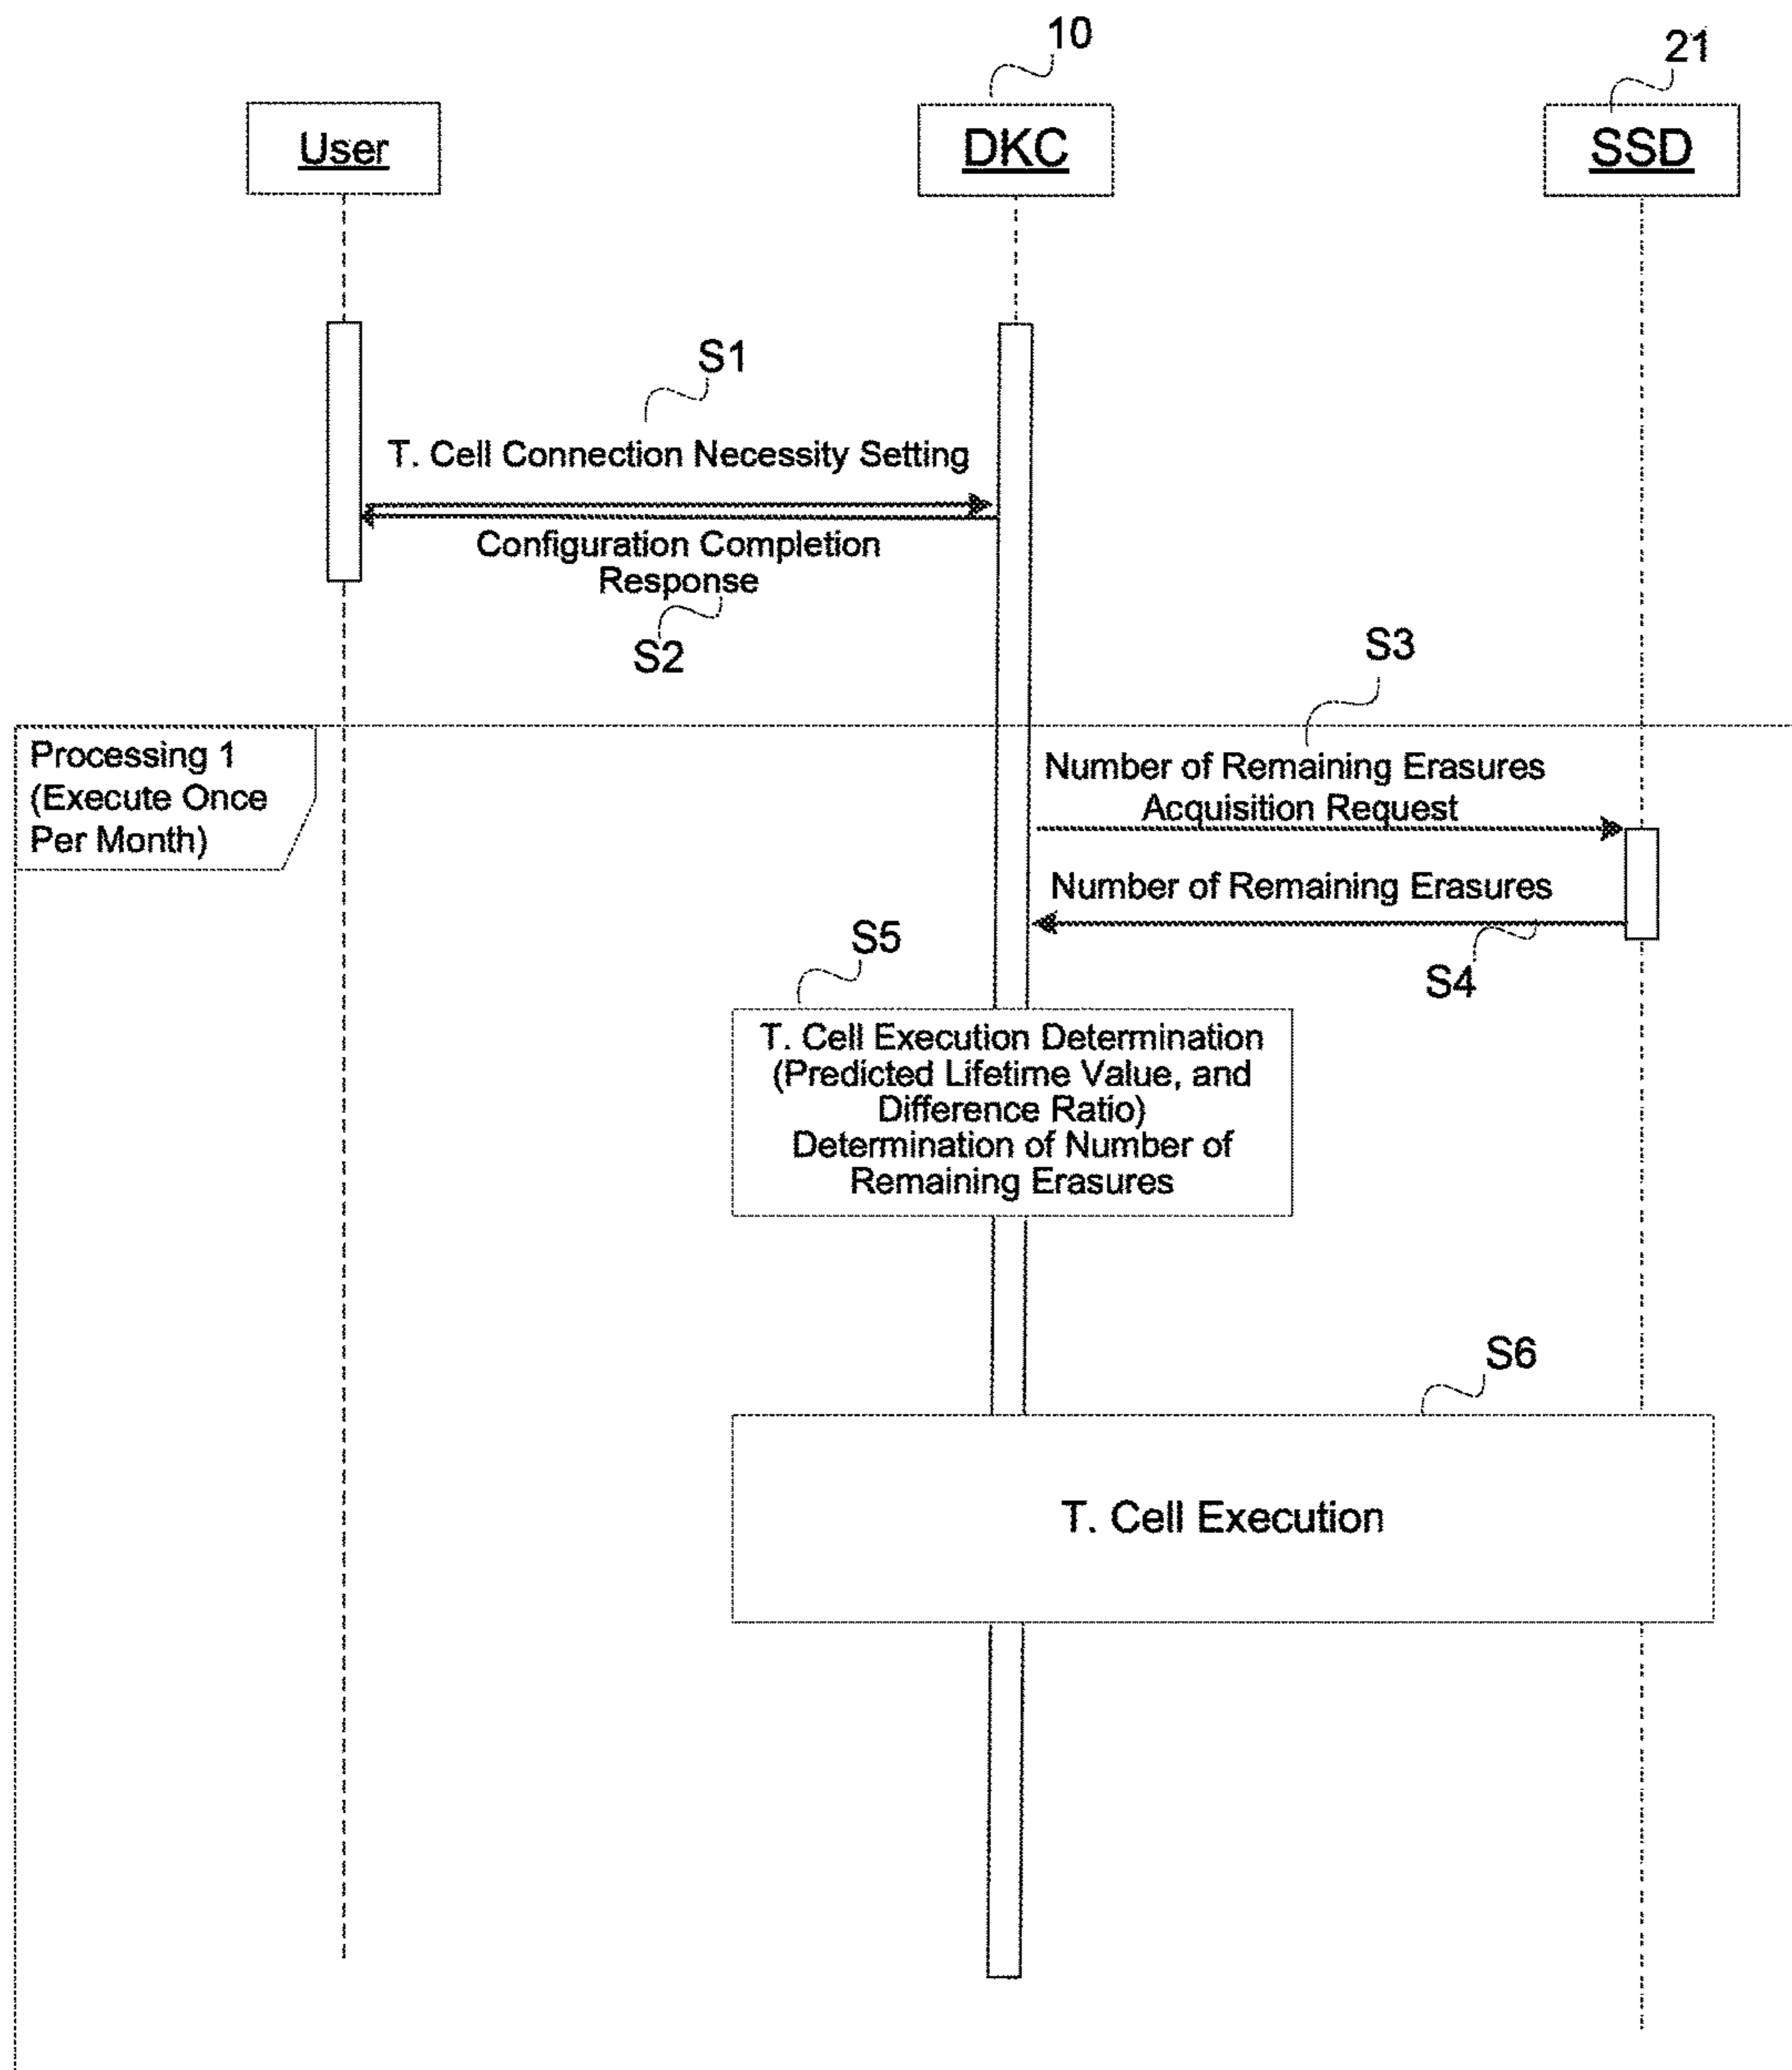 10
21
User
DKC
SSD
S1
T. Cell Connection Necessity Setting
Configuration Completion
Response
S2
S3
Processing 1
(Execute Once
Per Month)
Number of Remaining Erasures
Acquisition Request
Number of Remaining Erasures
S4
S5
T. Cell Execution Determination
(Predicted Lifetime Value, and
Difference Ratio)
Determination of Number of
Remaining Erasures
S6
T. Cell Execution